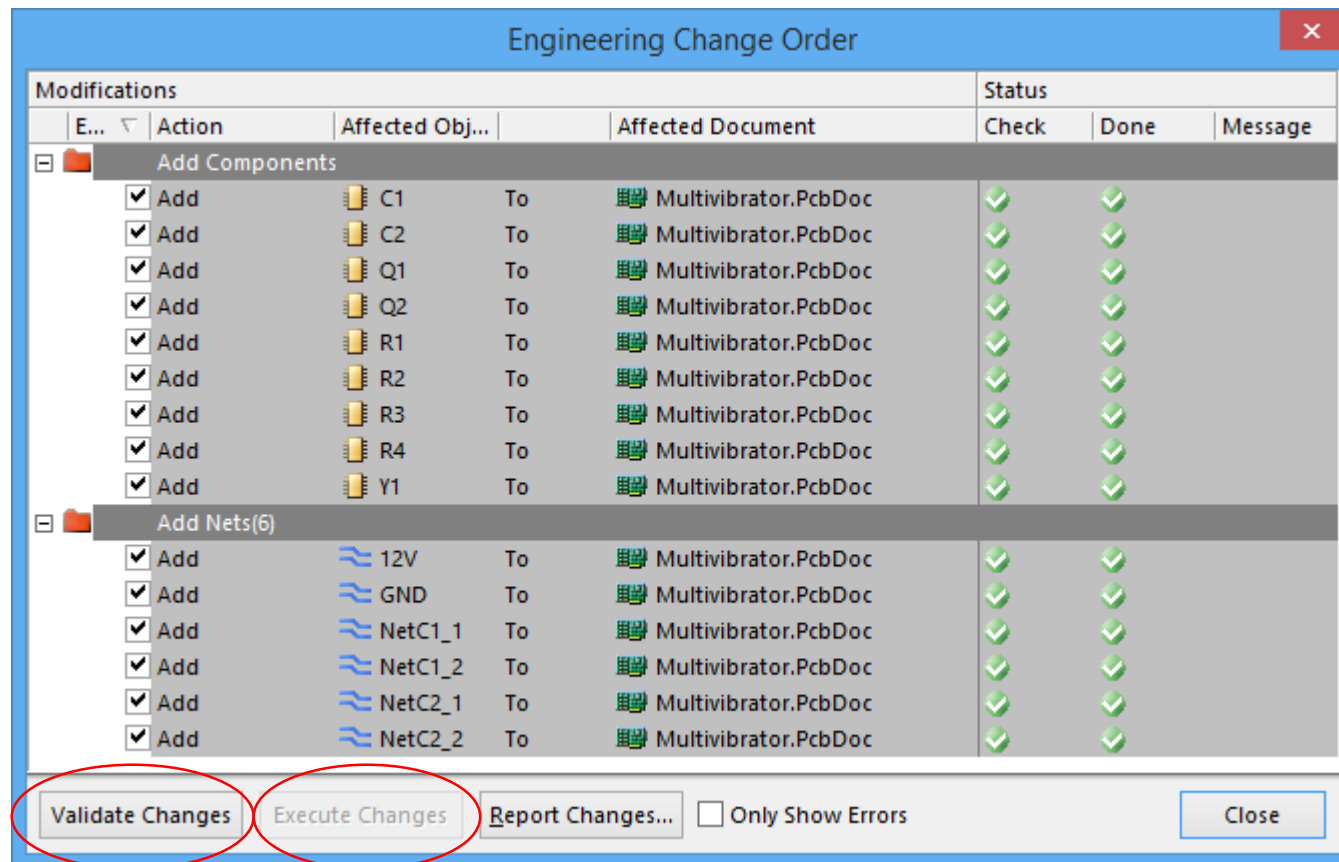 Engineering Change Order
Modifications Status
E... Action Affected Obj... Affected Document Check Done Message
Add Components
Add C1 To Multivibrator.PcbDoc
Add C2 To Multivibrator.PcbDoc
Add Q1 To Multivibrator.PcbDoc
Add Q2 To Multivibrator.PcbDoc
Add R1 To Multivibrator.PcbDoc
Add R2 To Multivibrator.PcbDoc
Add R3 To Multivibrator.PcbDoc
Add R4 To Multivibrator.PcbDoc
Add Y1 To Multivibrator.PcbDoc
Add Nets(6)
Add 12V To Multivibrator.PcbDoc
Add GND To Multivibrator.PcbDoc
Add NetC1_1 To Multivibrator.PcbDoc
Add NetC1_2 To Multivibrator.PcbDoc
Add NetC2_1 To Multivibrator.PcbDoc
Add NetC2_2 To Multivibrator.PcbDoc
Validate Changes Execute Changes Report Changes... Only Show Errors Close